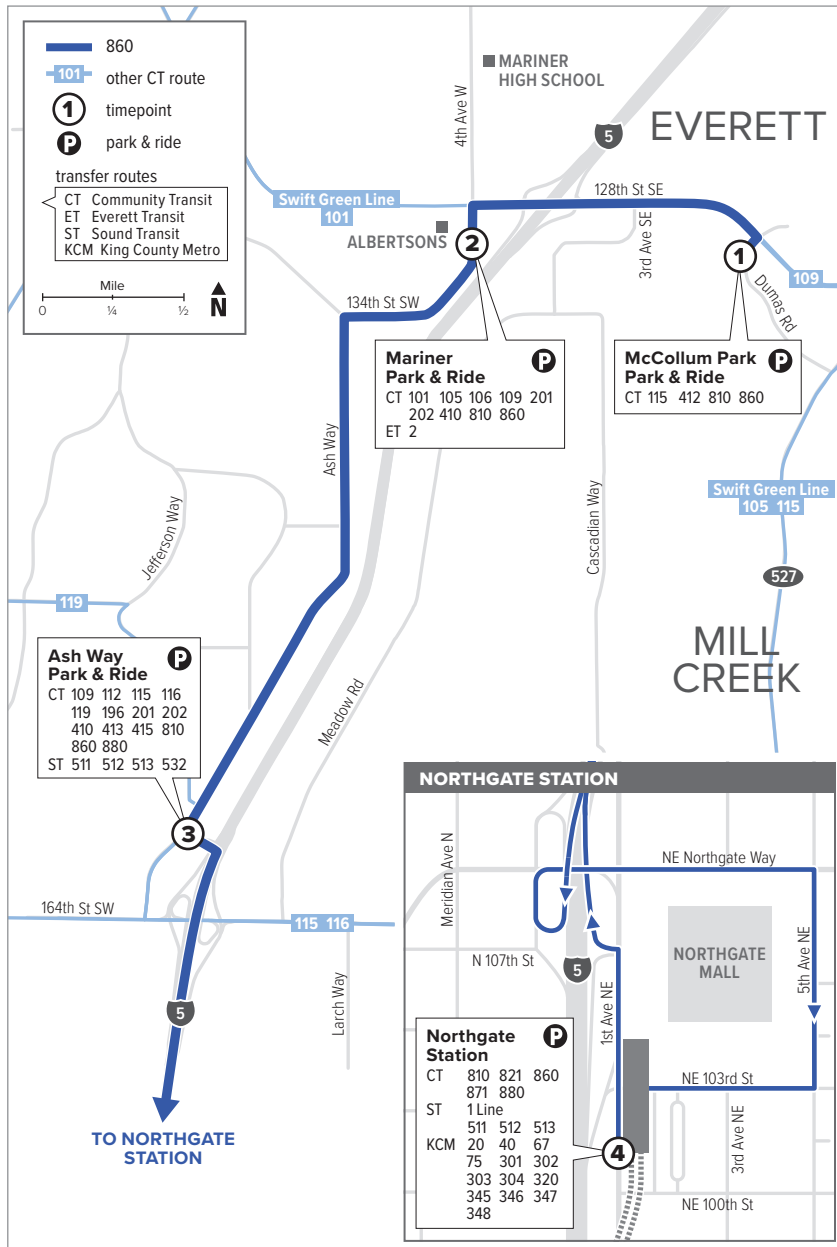 860
101 other CT route
1 timepoint
P park & ride
transfer routes
CT Community Transit
ET Everett Transit
ST Sound Transit
KCM King County Metro
Mile
0 ¼ ½
N
MARINER
HIGH SCHOOL
4th Ave W
5
EVERETT
Swift Green Line
101
128th St SE
ALBERTSONS
2
3rd Ave SE
1
109
Dumas Rd
134th St SW
Mariner
Park & Ride
P
CT 101 105 106 109 201
202 410 810 860
ET 2
McCollum Park
Park & Ride
P
CT 115 412 810 860
Ash Way
Cascadian Way
Swift Green Line
105 115
527
Jefferson Way
119
MILL
CREEK
Ash Way
Park & Ride
P
CT 109 112 115 116
119 196 201 202
410 413 415 810
860 880
ST 511 512 513 532
Meadow Rd
3
164th St SW
115 116
Larch Way
5
TO NORTHGATE
STATION
NORTHGATE STATION
Meridian Ave N
NE Northgate Way
N 107th St
5
1st Ave NE
NORTHGATE
MALL
5th Ave NE
Northgate
Station
P
CT 810 821 860
871 880
ST 1 Line
511 512 513
KCM 20 40 67
75 301 302
303 304 320
345 346 347
348
NE 103rd St
4
3rd Ave NE
NE 100th St